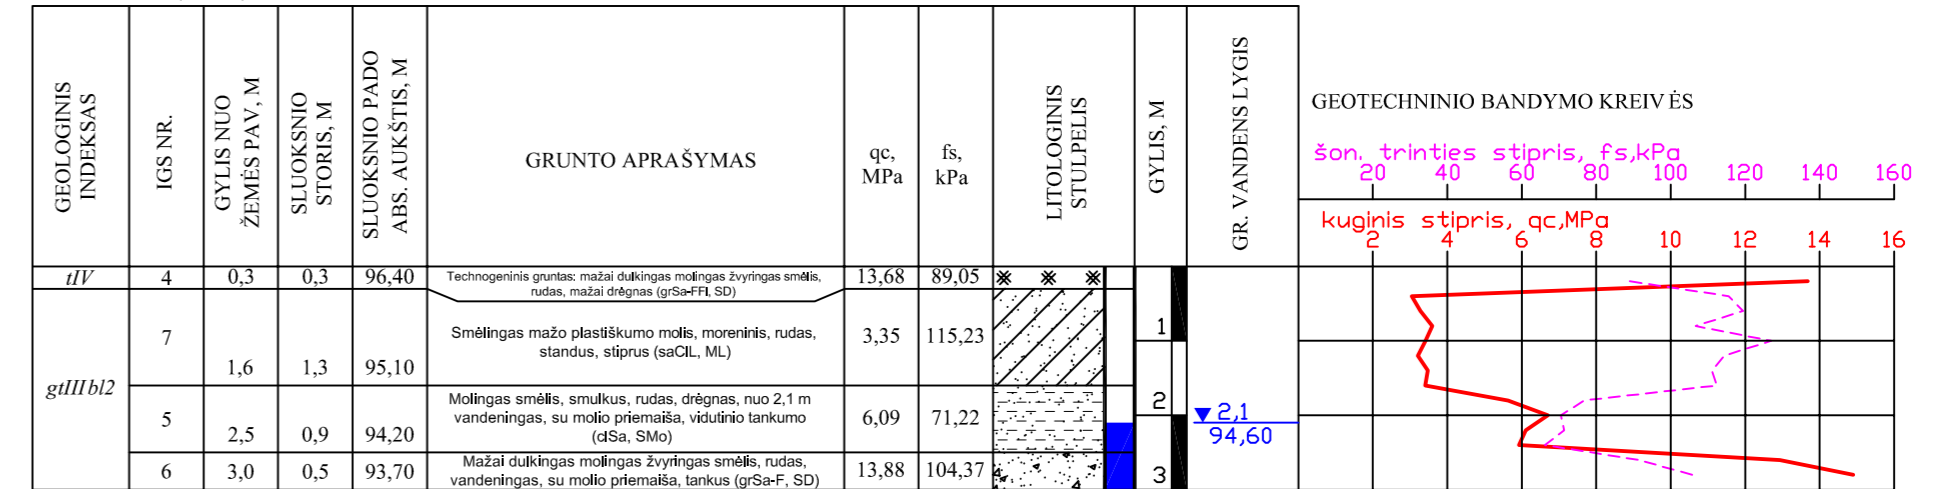 GEOLOGINIS
INDEKSAS
IGS NR.
GYLIS NUO
ŽEMĖS PAV, M
SLUOKSNIO
STORIS, M
SLUOKSNIO PADO
ABS. AUKŠTIS, M
GRUNTO APRAŠYMAS
qc,
MPa
fs,
kPa
LITOLOGINIS
STULPELIS
GYLIS, M
GR. VANDENS LYGIS
GEOTECHNINIO BANDYMO KREIVĖS
šon. trinties stipris, fs,kPa
20 40 60 80 100 120 140 160
kuginis stipris, qc,MPa
2 4 6 8 10 12 14 16
tIV 4 0,3 0,3 96,40
Technogeninis gruntas: mažai dulkingas molingas žvyringas smėlis,
rudas, mažai drėgnas (grSa-FFI, SD)
13,68 89,05
gtIIIbl2
7 1,6 1,3 95,10
Smėlingas mažo plastiškumo molis, moreninis, rudas,
standus, stiprus (saClL, ML)
3,35 115,23
1
5 2,5 0,9 94,20
Molingas smėlis, smulkus, rudas, drėgnas, nuo 2,1 m
vandeningas, su molio priemaiša, vidutinio tankumo
(clSa, SMo)
6,09 71,22
2
2,1
94,60
6 3,0 0,5 93,70
Mažai dulkingas molingas žvyringas smėlis, rudas,
vandeningas, su molio priemaiša, tankus (grSa-F, SD)
13,88 104,37
3